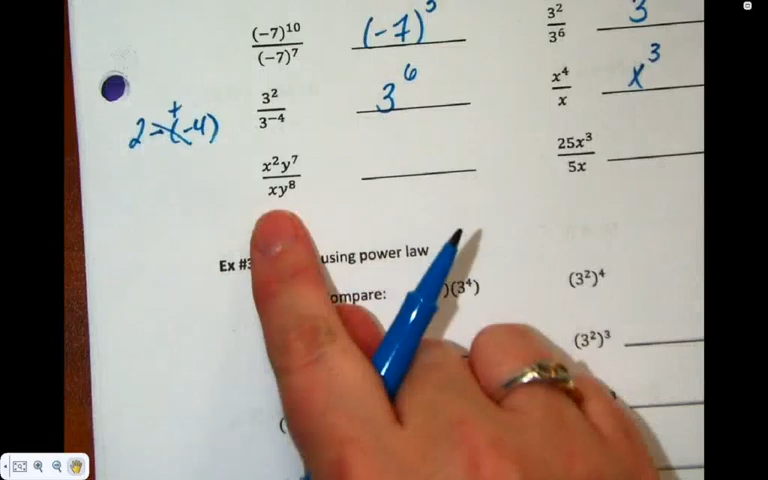 (-7)¹⁰/(-7)⁷ (-7)³ 3²/3⁶ 3
3²/3⁻⁴ 3⁶ x⁴/x x³
2-(-4) +
x²y⁷/xy⁸ 25x³/5x
Ex #3 using power law
ompare: )(3⁴) (3²)⁴
(3²)³